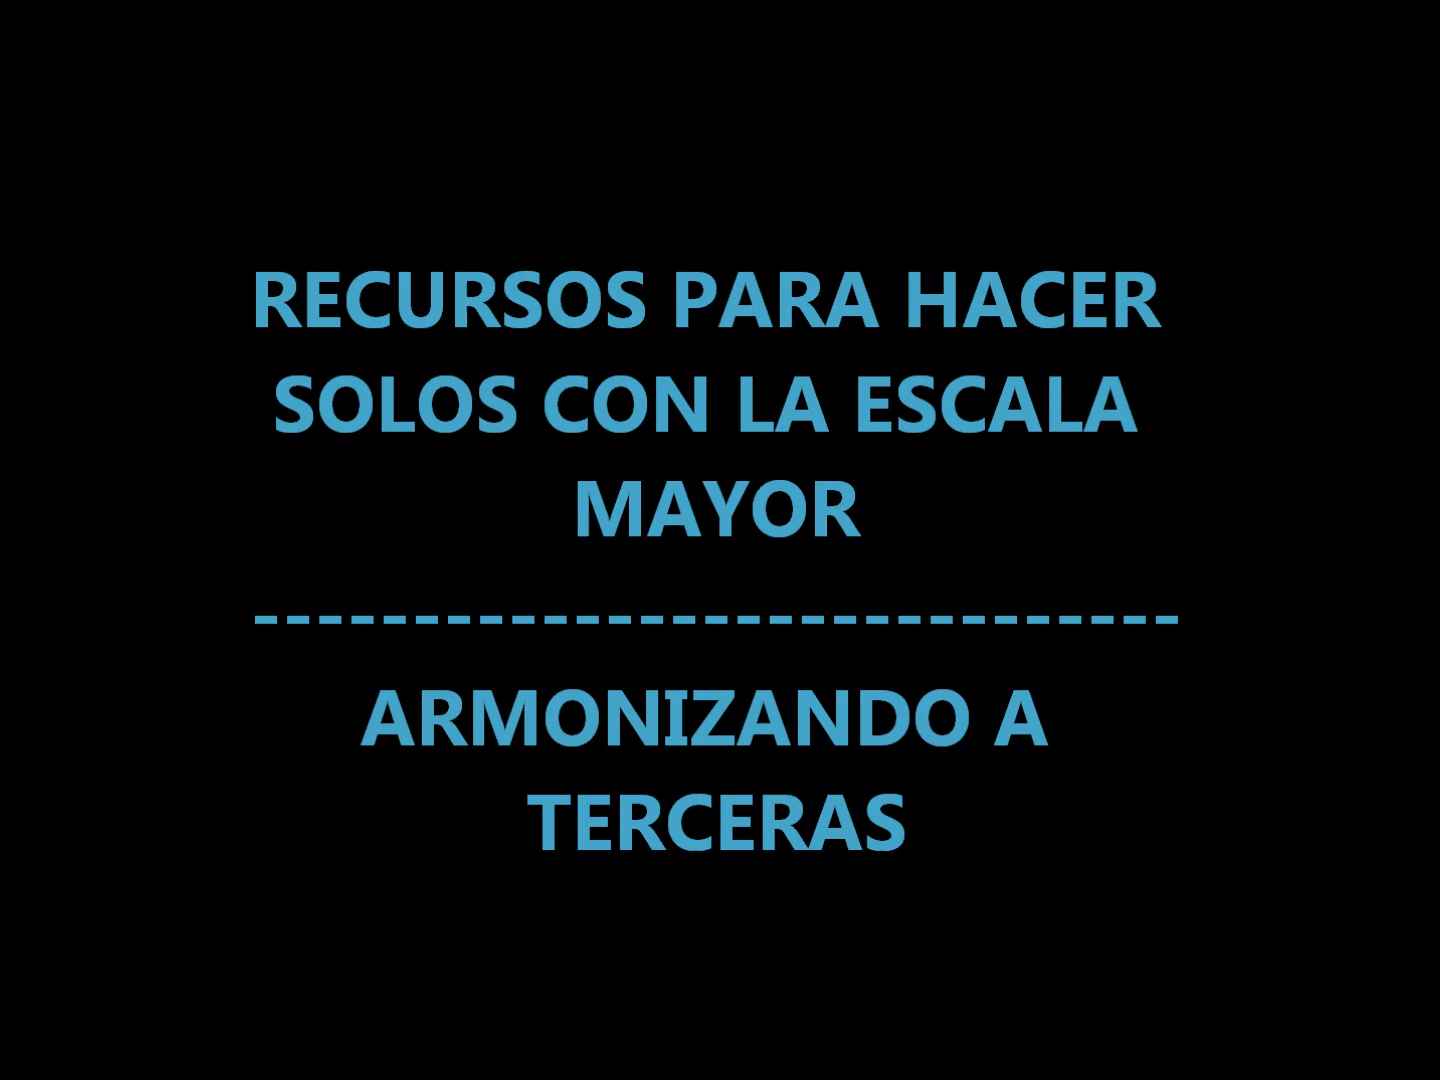 RECURSOS PARA HACER
SOLOS CON LA ESCALA
MAYOR
-----------------------------
ARMONIZANDO A
TERCERAS